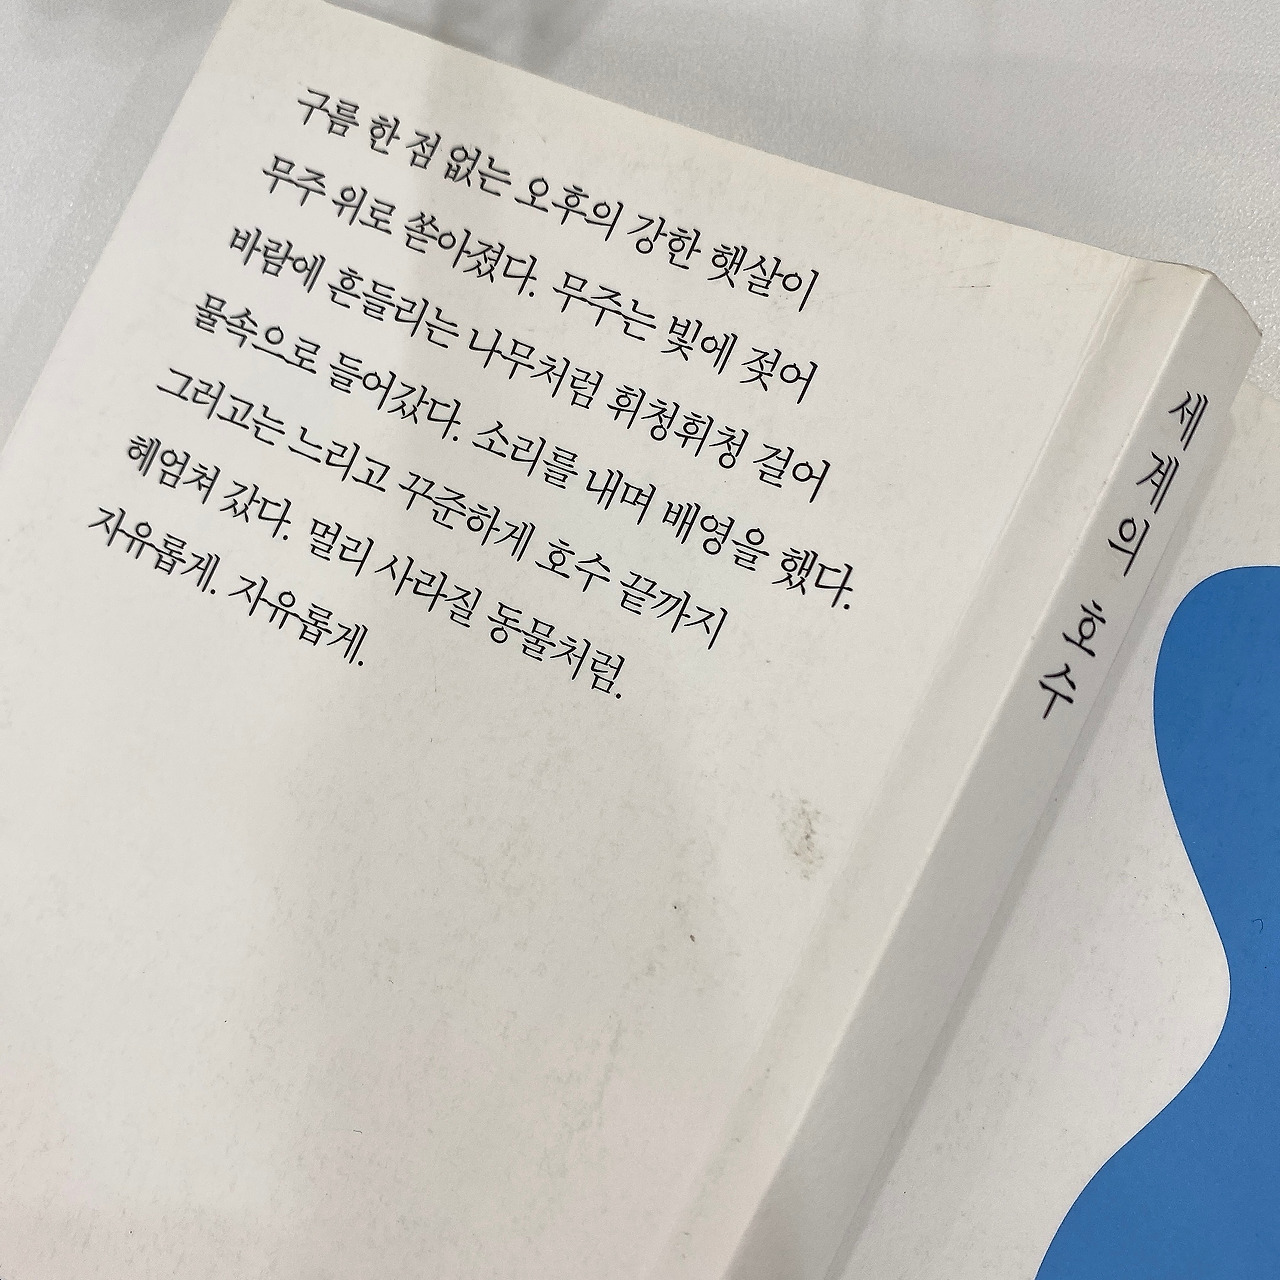 구름 한 점 없는 오후의 강한 햇살이
무주 위로 쏟아졌다. 무주는 빛에 젖어
바람에 흔들리는 나무처럼 휘청휘청 걸어
물속으로 들어갔다. 소리를 내며 배영을 했다.
그러고는 느리고 꾸준하게 호수 끝까지
헤엄쳐 갔다. 멀리 사라질 동물처럼.
자유롭게. 자유롭게.
세계의 호수